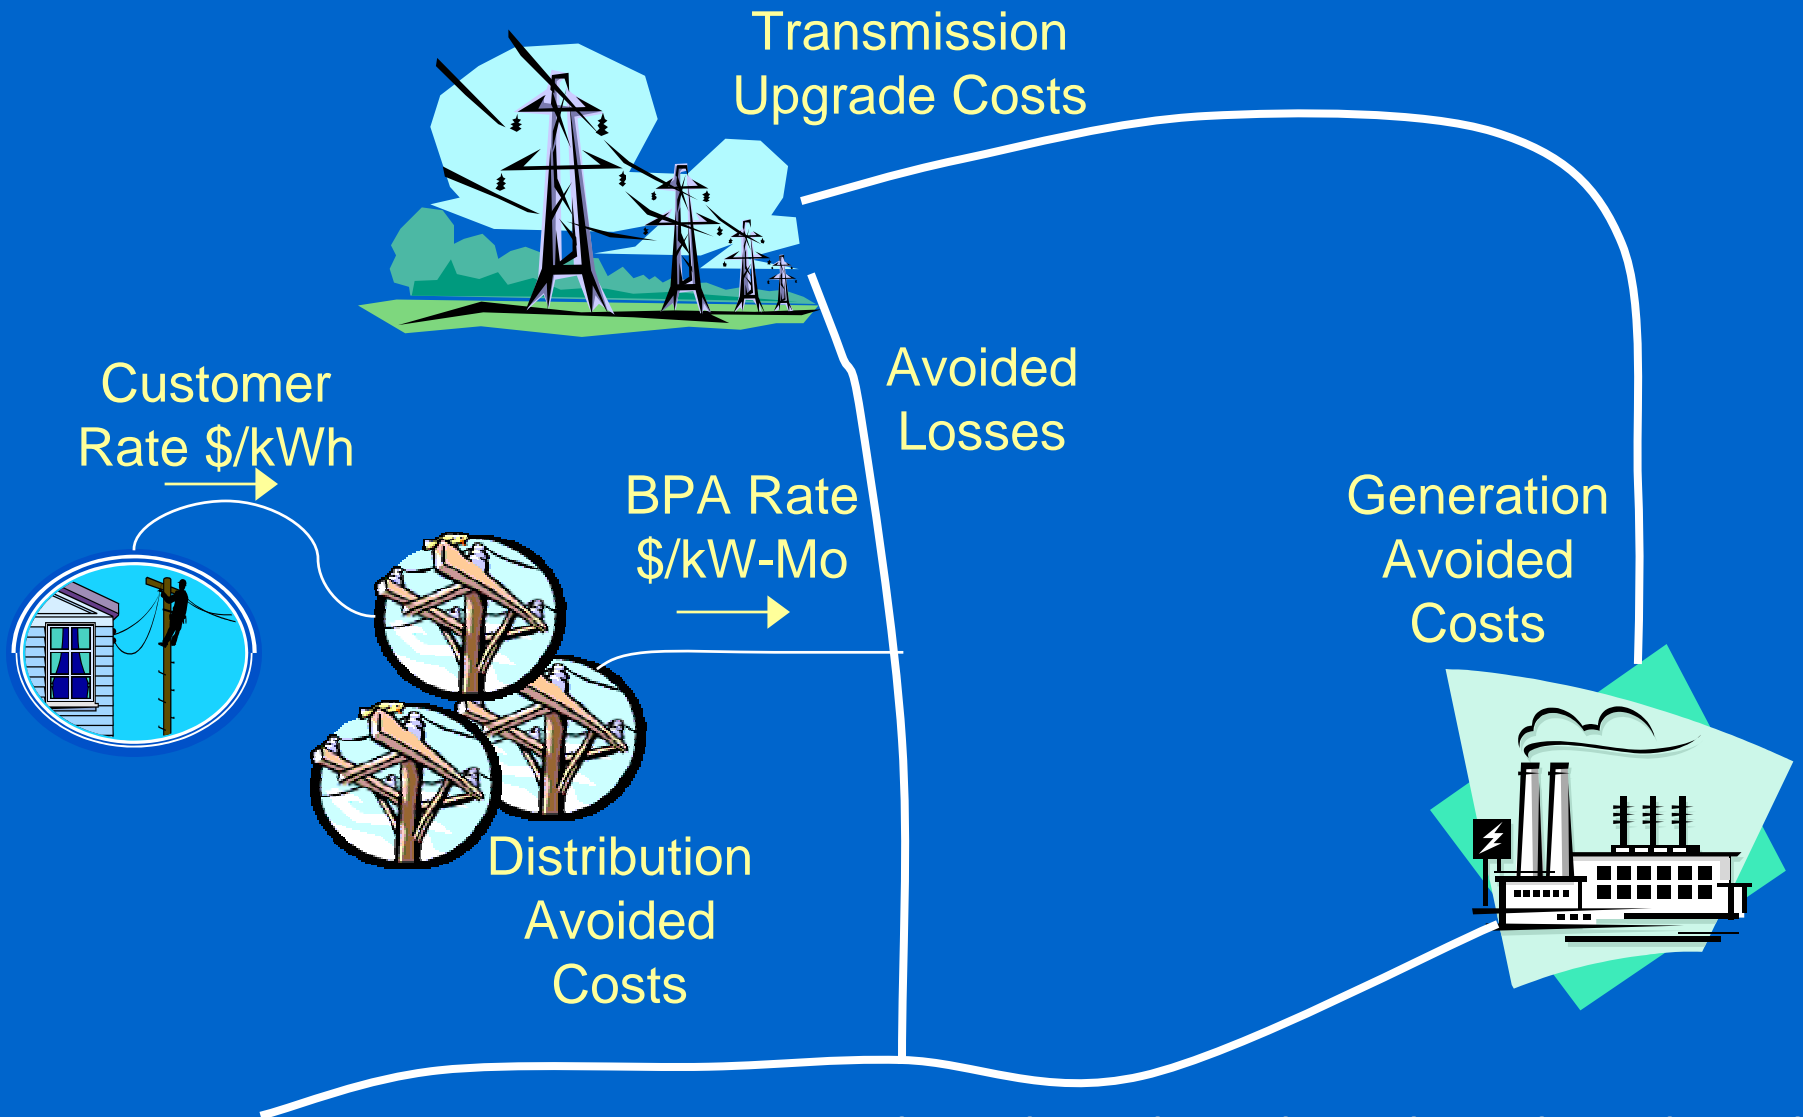 Transmission
Upgrade Costs
Customer
Rate $/kWh
Avoided
Losses
BPA Rate
$/kW-Mo
Generation
Avoided
Costs
Distribution
Avoided
Costs